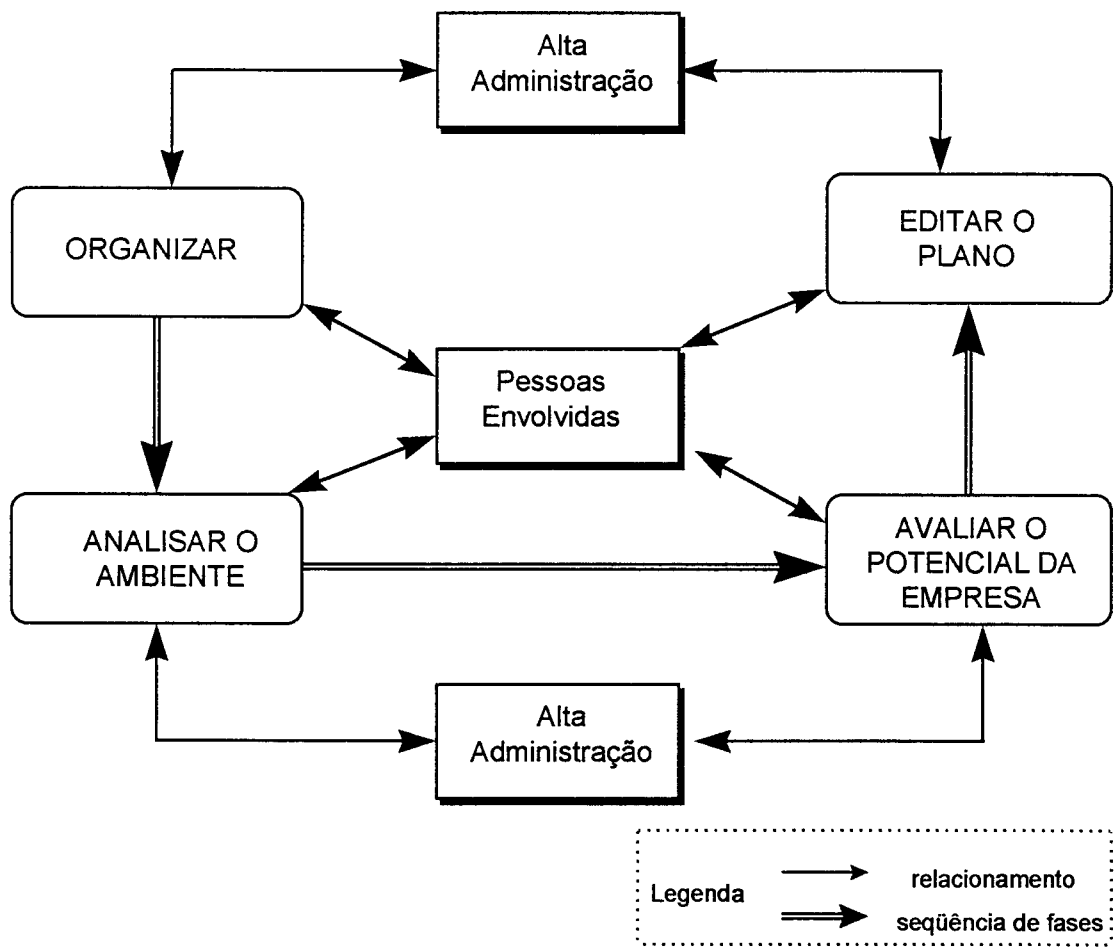 Alta
Administração
ORGANIZAR
EDITAR O
PLANO
Pessoas
Envolvidas
ANALISAR O
AMBIENTE
AVALIAR O
POTENCIAL DA
EMPRESA
Alta
Administração
Legenda
relacionamento
seqüência de fases